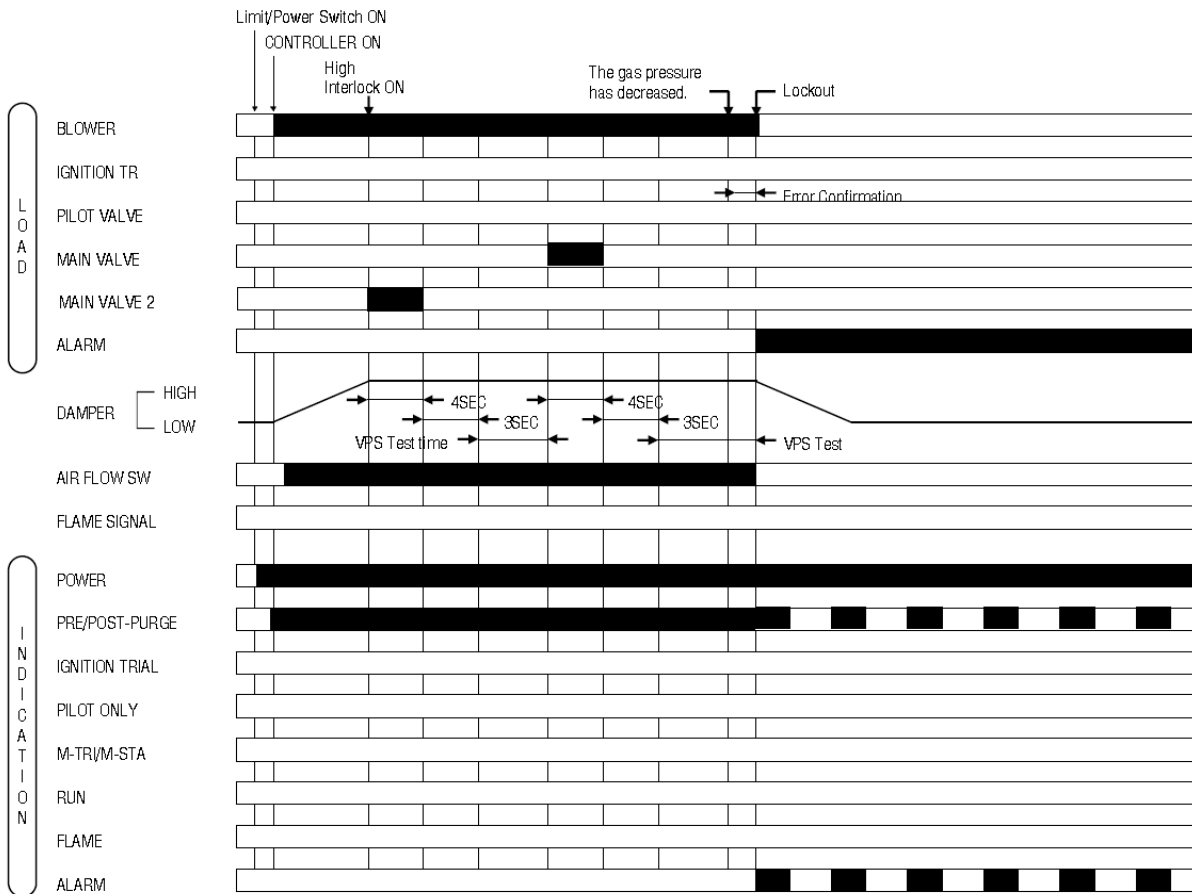 Limit/Power Switch ON
CONTROLLER ON
High
Interlock ON
The gas pressure
has decreased.
Lockout
LOAD
BLOWER
IGNITION TR
Error Confirmation
PILOT VALVE
MAIN VALVE
MAIN VALVE 2
ALARM
DAMPER
HIGH
LOW
4SEC
4SEC
3SEC
3SEC
VPS Test time
VPS Test
AIR FLOW SW
FLAME SIGNAL
INDICATION
POWER
PRE/POST-PURGE
IGNITION TRIAL
PILOT ONLY
M-TRI/M-STA
RUN
FLAME
ALARM